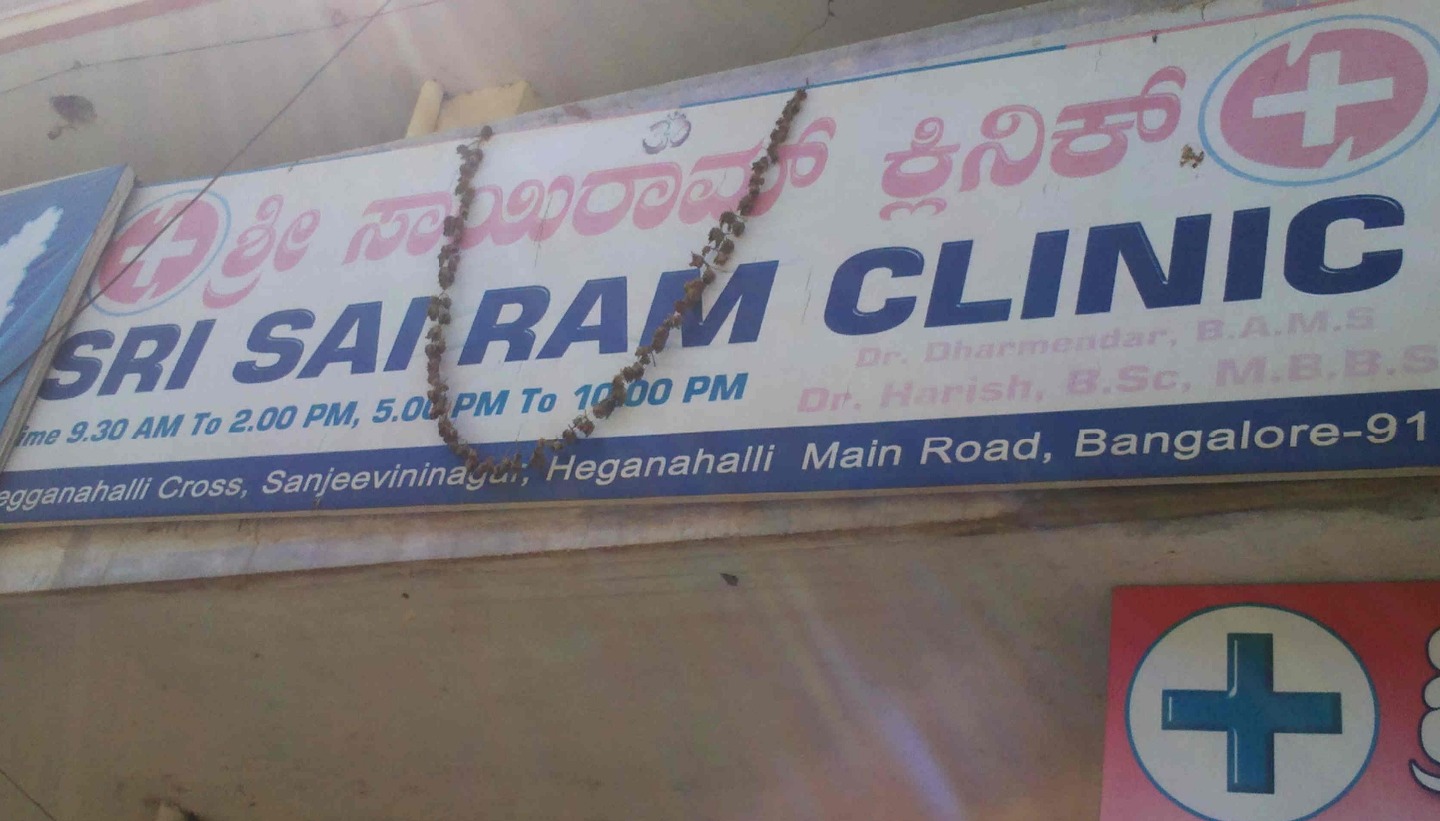 ॐ
ಶ್ರೀ ಸಾಯಿರಾಮ್ ಕ್ಲಿನಿಕ್
SRI SAI RAM CLINIC
Dr. Dharmendar, B.A.M.S
Dr. Harish, B.Sc, M.B.B.S
ime 9.30 AM To 2.00 PM, 5.00 PM To 10.00 PM
egganahalli Cross, Sanjeevininagar, Heganahalli Main Road, Bangalore-91